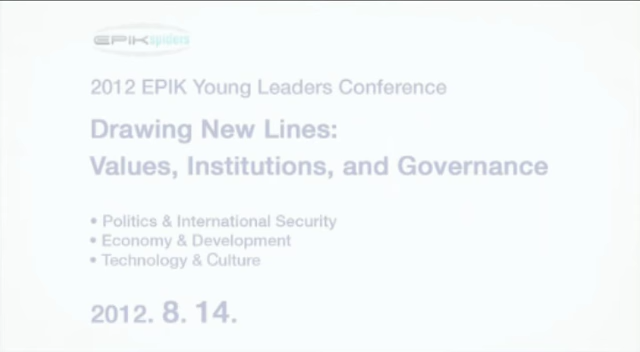 EPIK spiders
2012 EPIK Young Leaders Conference
Drawing New Lines:
Values, Institutions, and Governance
• Politics & International Security
• Economy & Development
• Technology & Culture
2012. 8. 14.